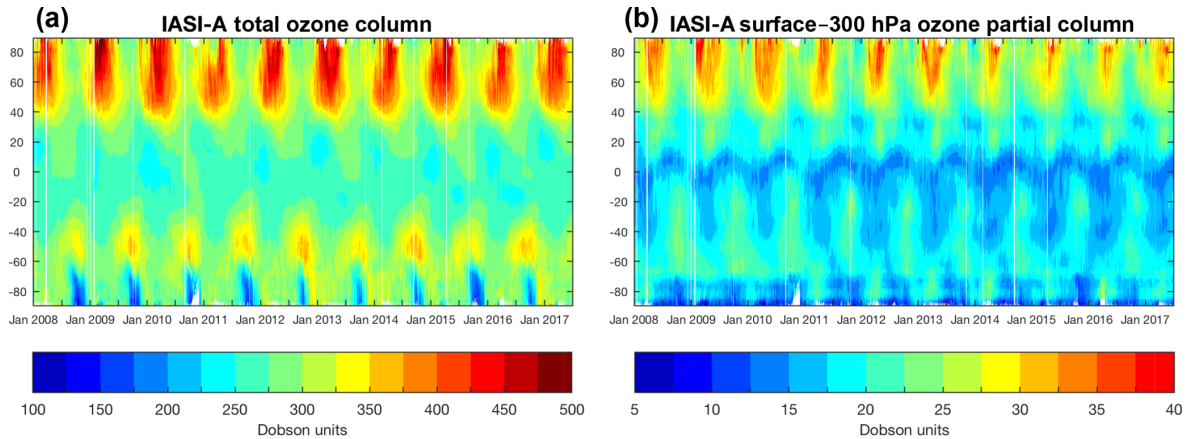 (a) IASI-A total ozone column
80
60
40
20
0
-20
-40
-60
-80
Jan 2008 Jan 2009 Jan 2010 Jan 2011 Jan 2012 Jan 2013 Jan 2014 Jan 2015 Jan 2016 Jan 2017
100 150 200 250 300 350 400 450 500
Dobson units
(b) IASI-A surface–300 hPa ozone partial column
80
60
40
20
0
-20
-40
-60
-80
Jan 2008 Jan 2009 Jan 2010 Jan 2011 Jan 2012 Jan 2013 Jan 2014 Jan 2015 Jan 2016 Jan 2017
5 10 15 20 25 30 35 40
Dobson units